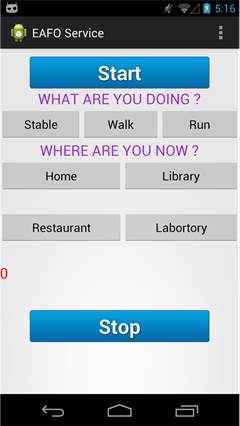 5:16
EAFO Service
Start
WHAT ARE YOU DOING ?
Stable Walk Run
WHERE ARE YOU NOW ?
Home Library
Restaurant Labortory
0
Stop